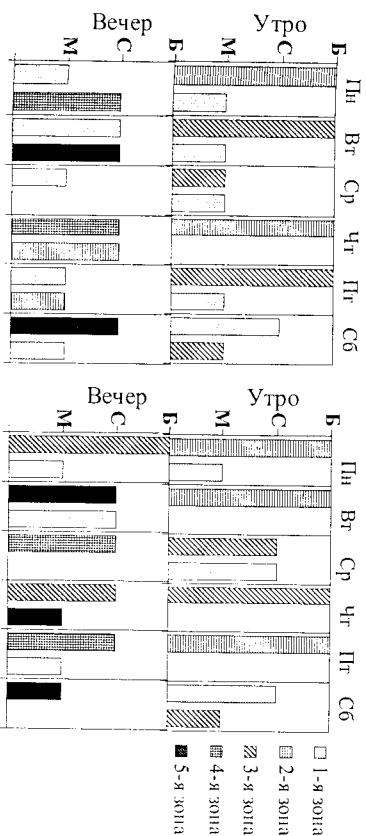 Пн Вт Ср Чт Пт Сб
Утро
Б
С
М
Б
Вечер
С
М
Пн Вт Ср Чт Пт Сб
Утро
Б
С
М
Б
Вечер
С
М
1-я зона
2-я зона
3-я зона
4-я зона
5-я зона